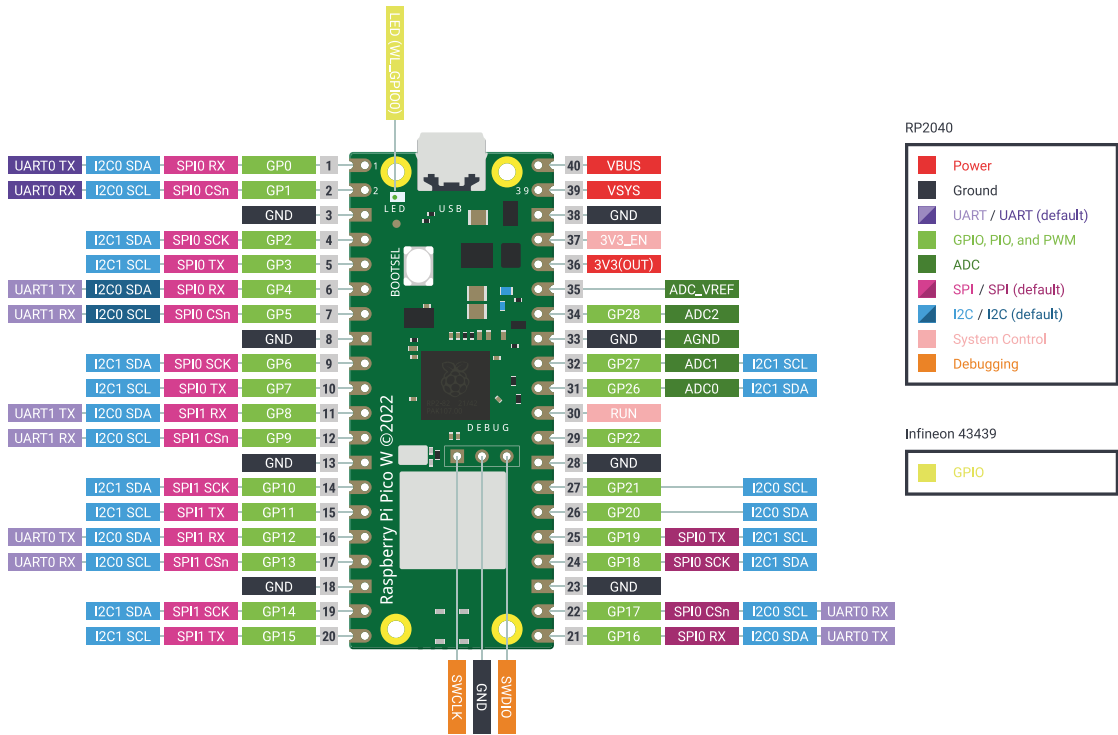 LED (WL_GPIO0)
UART0 TX I2C0 SDA SPI0 RX GP0 1 1 40 VBUS
UART0 RX I2C0 SCL SPI0 CSn GP1 2 2 39 39 VSYS
LED USB
GND 3 38 GND
I2C1 SDA SPI0 SCK GP2 4 37 3V3_EN
I2C1 SCL SPI0 TX GP3 5 36 3V3(OUT)
BOOTSEL
UART1 TX I2C0 SDA SPI0 RX GP4 6 35 ADC_VREF
UART1 RX I2C0 SCL SPI0 CSn GP5 7 34 GP28 ADC2
GND 8 33 GND AGND
I2C1 SDA SPI0 SCK GP6 9 32 GP27 ADC1 I2C1 SCL
I2C1 SCL SPI0 TX GP7 10 31 GP26 ADC0 I2C1 SDA
UART1 TX I2C0 SDA SPI1 RX GP8 11 30 RUN
DEBUG
UART1 RX I2C0 SCL SPI1 CSn GP9 12 29 GP22
GND 13 28 GND
I2C1 SDA SPI1 SCK GP10 14 27 GP21 I2C0 SCL
I2C1 SCL SPI1 TX GP11 15 26 GP20 I2C0 SDA
UART0 TX I2C0 SDA SPI1 RX GP12 16 25 GP19 SPI0 TX I2C1 SCL
UART0 RX I2C0 SCL SPI1 CSn GP13 17 24 GP18 SPI0 SCK I2C1 SDA
GND 18 23 GND
I2C1 SDA SPI1 SCK GP14 19 22 GP17 SPI0 CSn I2C0 SCL UART0 RX
I2C1 SCL SPI1 TX GP15 20 21 GP16 SPI0 RX I2C0 SDA UART0 TX
Raspberry Pi Pico W ©2022
SWCLK
GND
SWDIO
RP2040
Power
Ground
UART / UART (default)
GPIO, PIO, and PWM
ADC
SPI / SPI (default)
I2C / I2C (default)
System Control
Debugging
Infineon 43439
GPIO